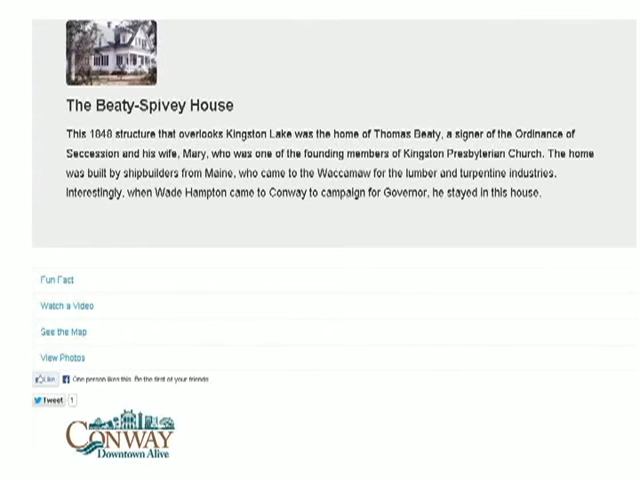 The Beaty-Spivey House
This 1848 structure that overlooks Kingston Lake was the home of Thomas Beaty, a signer of the Ordinance of
Seccession and his wife, Mary, who was one of the founding members of Kingston Presbyterian Church. The home
was built by shipbuilders from Maine, who came to the Waccamaw for the lumber and turpentine industries.
Interestingly, when Wade Hampton came to Conway to campaign for Governor, he stayed in this house.
Fun Fact
Watch a Video
See the Map
View Photos
Like One person likes this. Be the first of your friends
Tweet 1
CONWAY
Downtown Alive